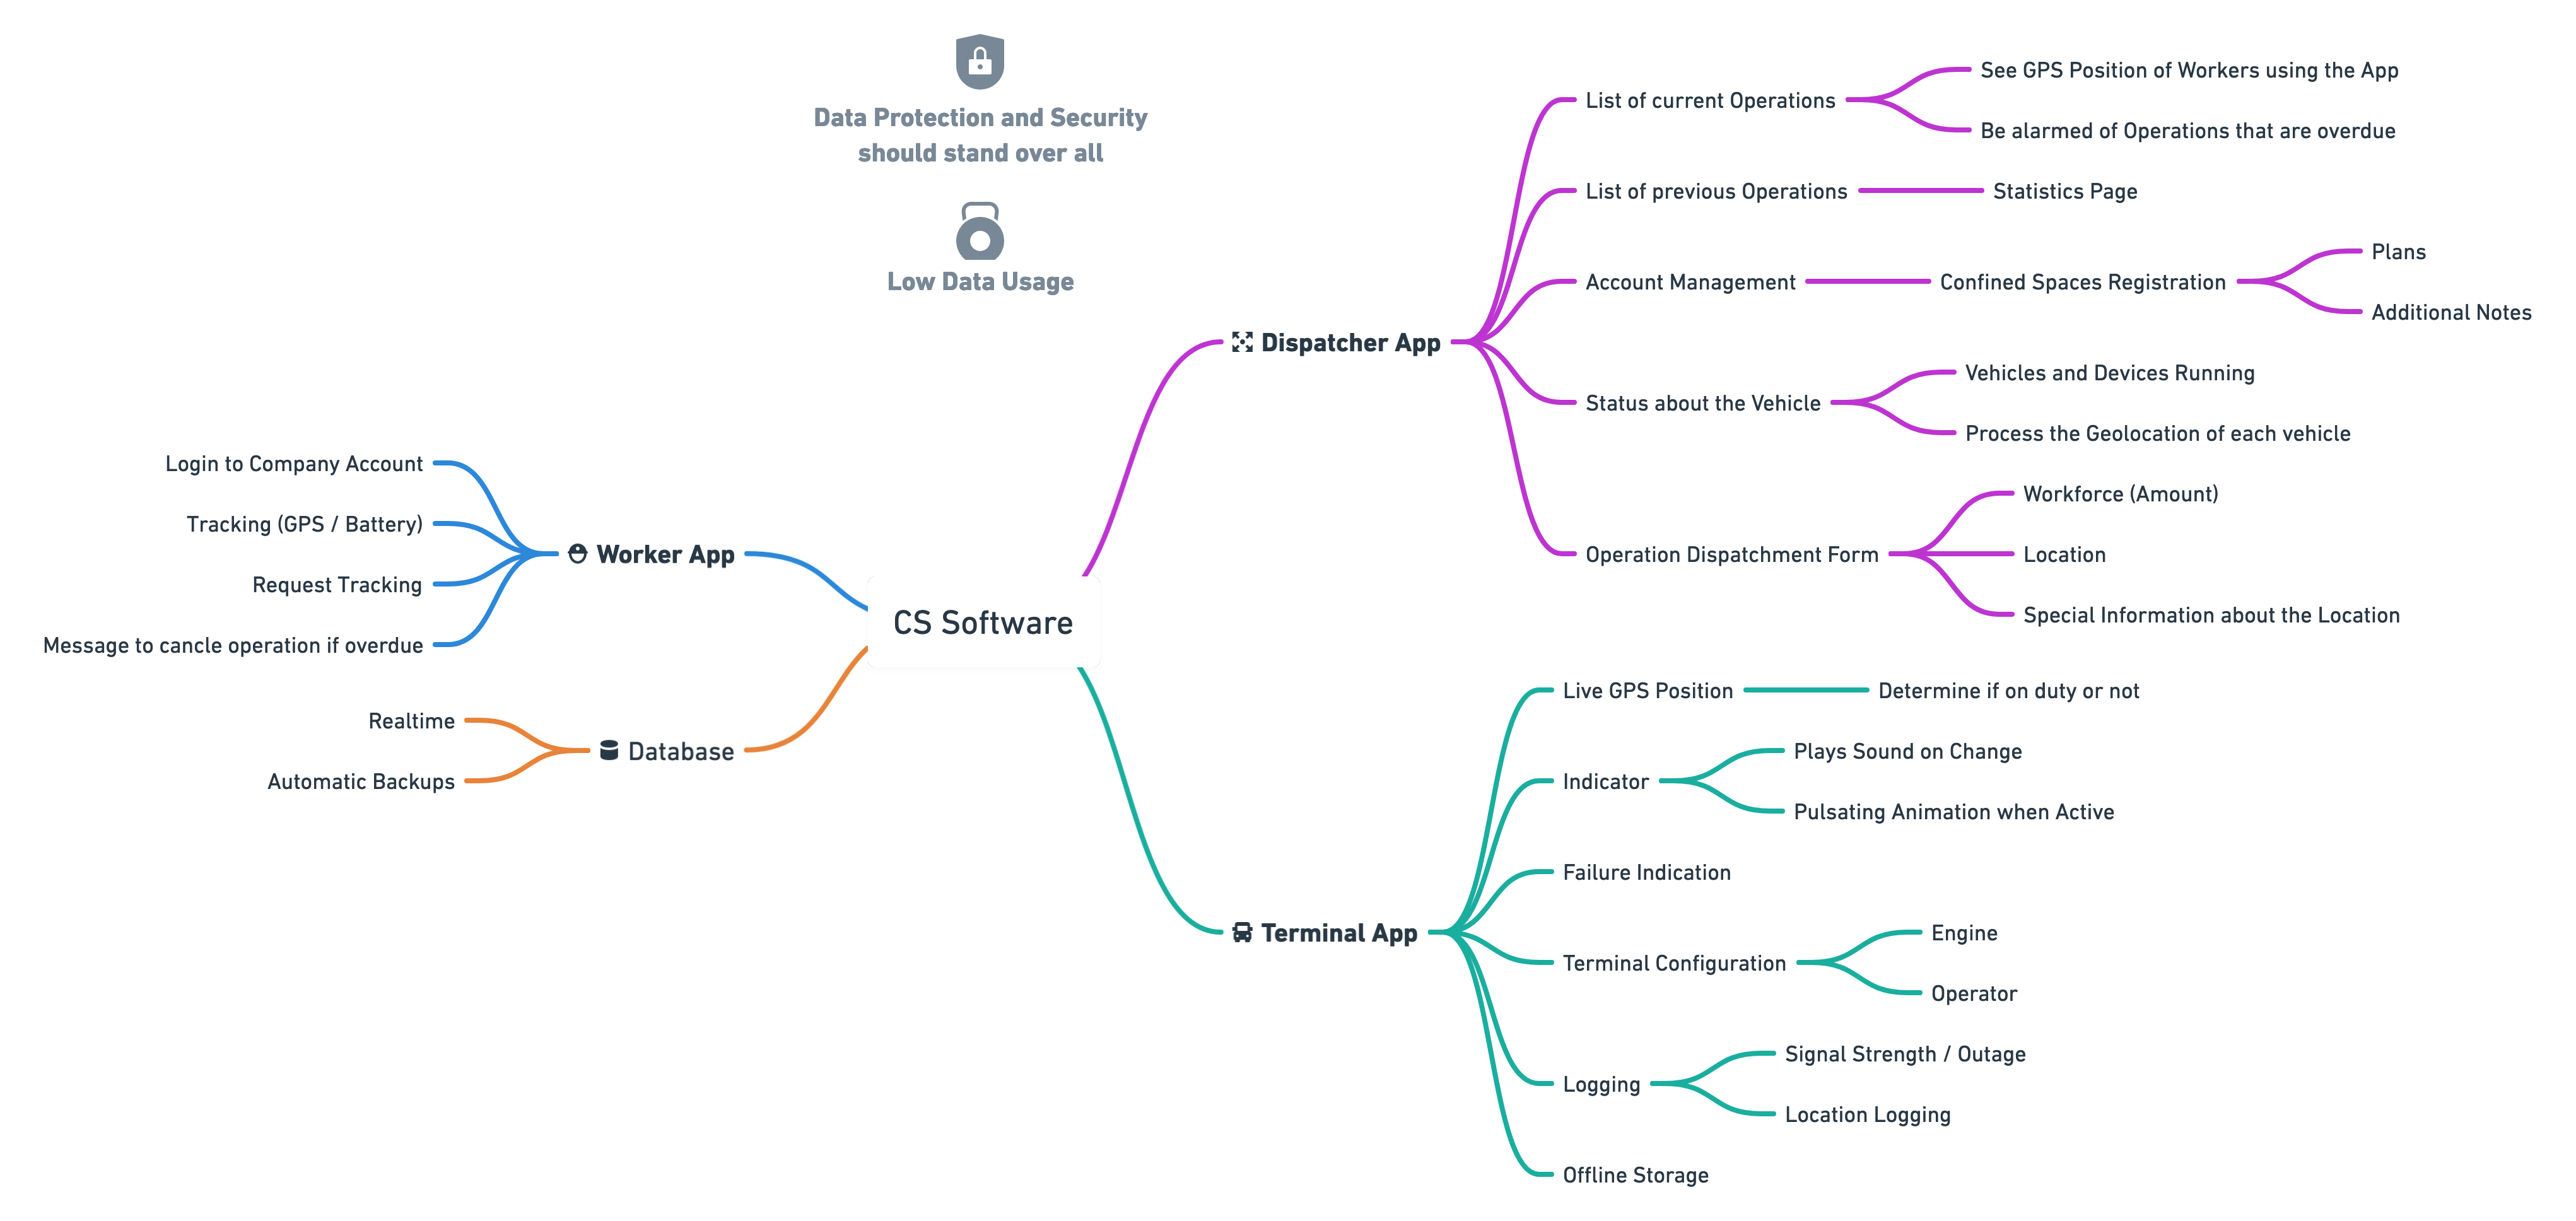 Data Protection and Security
should stand over all
Low Data Usage
CS Software
Dispatcher App
List of current Operations
See GPS Position of Workers using the App
Be alarmed of Operations that are overdue
List of previous Operations
Statistics Page
Account Management
Confined Spaces Registration
Plans
Additional Notes
Status about the Vehicle
Vehicles and Devices Running
Process the Geolocation of each vehicle
Operation Dispatchment Form
Workforce (Amount)
Location
Special Information about the Location
Worker App
Login to Company Account
Tracking (GPS / Battery)
Request Tracking
Message to cancle operation if overdue
Database
Realtime
Automatic Backups
Terminal App
Live GPS Position
Determine if on duty or not
Indicator
Plays Sound on Change
Pulsating Animation when Active
Failure Indication
Terminal Configuration
Engine
Operator
Logging
Signal Strength / Outage
Location Logging
Offline Storage